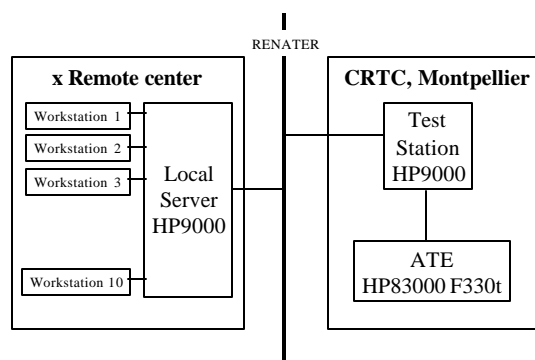 RENATER
x Remote center
Workstation 1
Workstation 2
Workstation 3
Workstation 10
Local
Server
HP9000
CRTC, Montpellier
Test
Station
HP9000
ATE
HP83000 F330t